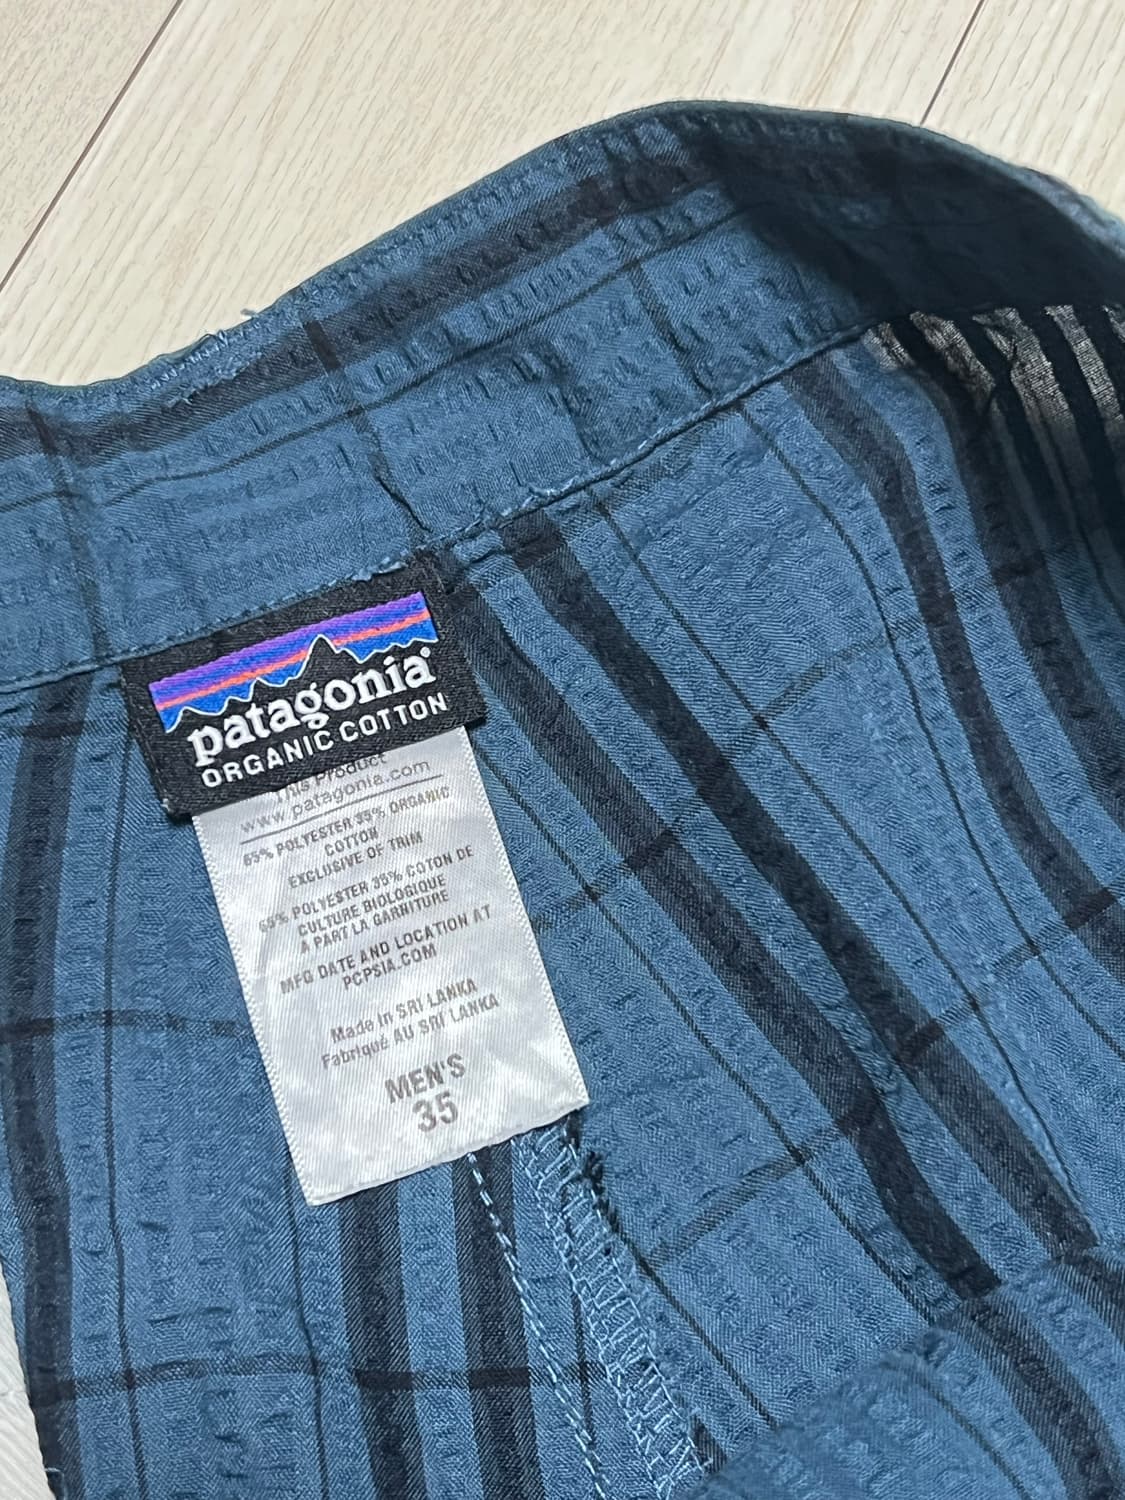 patagonia®
ORGANIC COTTON
This Product
www.patagonia.com
65% POLYESTER 35% ORGANIC
COTTON
EXCLUSIVE OF TRIM
65% POLYESTER 35% COTON DE
CULTURE BIOLOGIQUE
A PART LA GARNITURE
MFG DATE AND LOCATION AT
PCPSIA.COM
Made in SRI LANKA
Fabriqué AU SRI LANKA
MEN'S
35